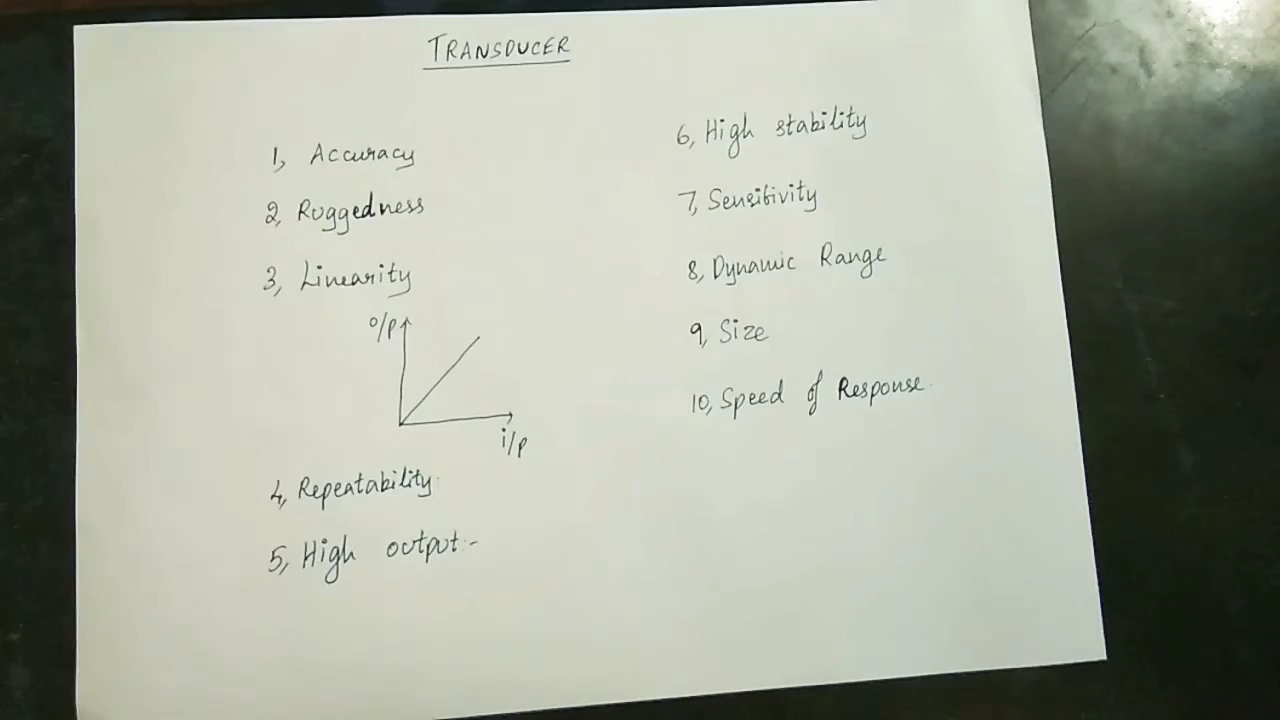 TRANSDUCER
1, Accuracy
2, Ruggedness
3, Linearity
o/p
i/p
4, Repeatability.
5, High output:-
6, High stability
7, Sensitivity
8, Dynamic Range
9, Size
10, Speed of Response.